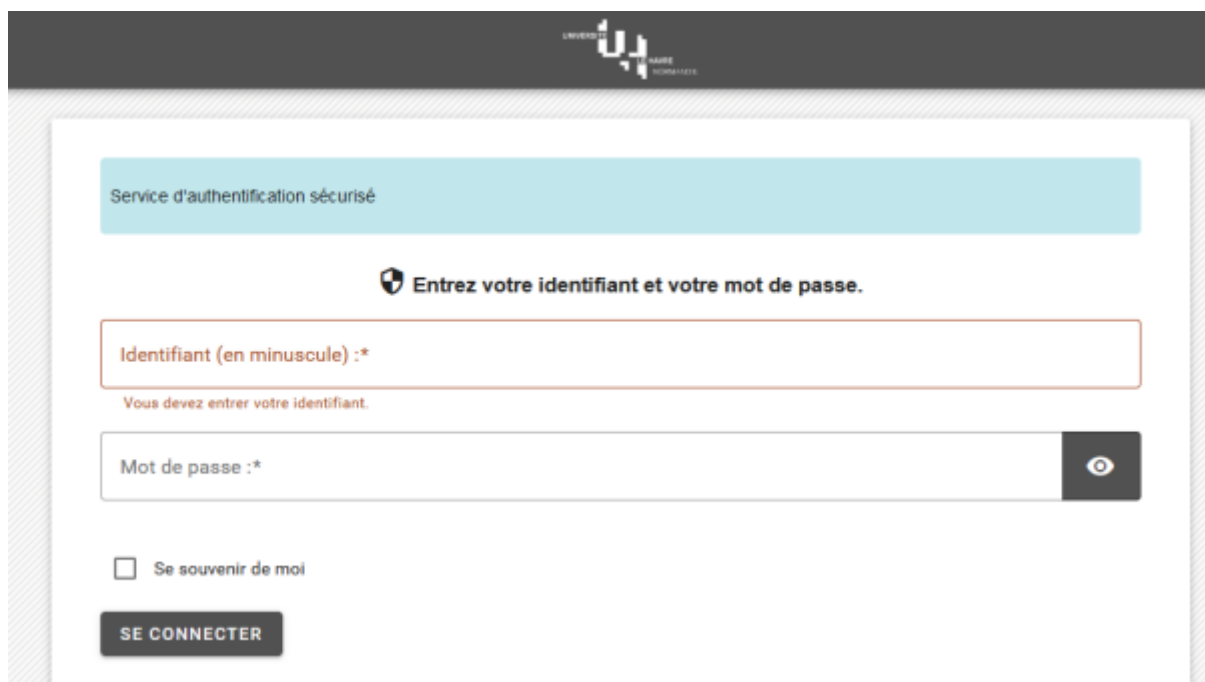 UNIVERSITÉ
LE HAVRE
NORMANDIE
Service d'authentification sécurisé
Entrez votre identifiant et votre mot de passe.
Identifiant (en minuscule) :*
Vous devez entrer votre identifiant.
Mot de passe :*
Se souvenir de moi
SE CONNECTER